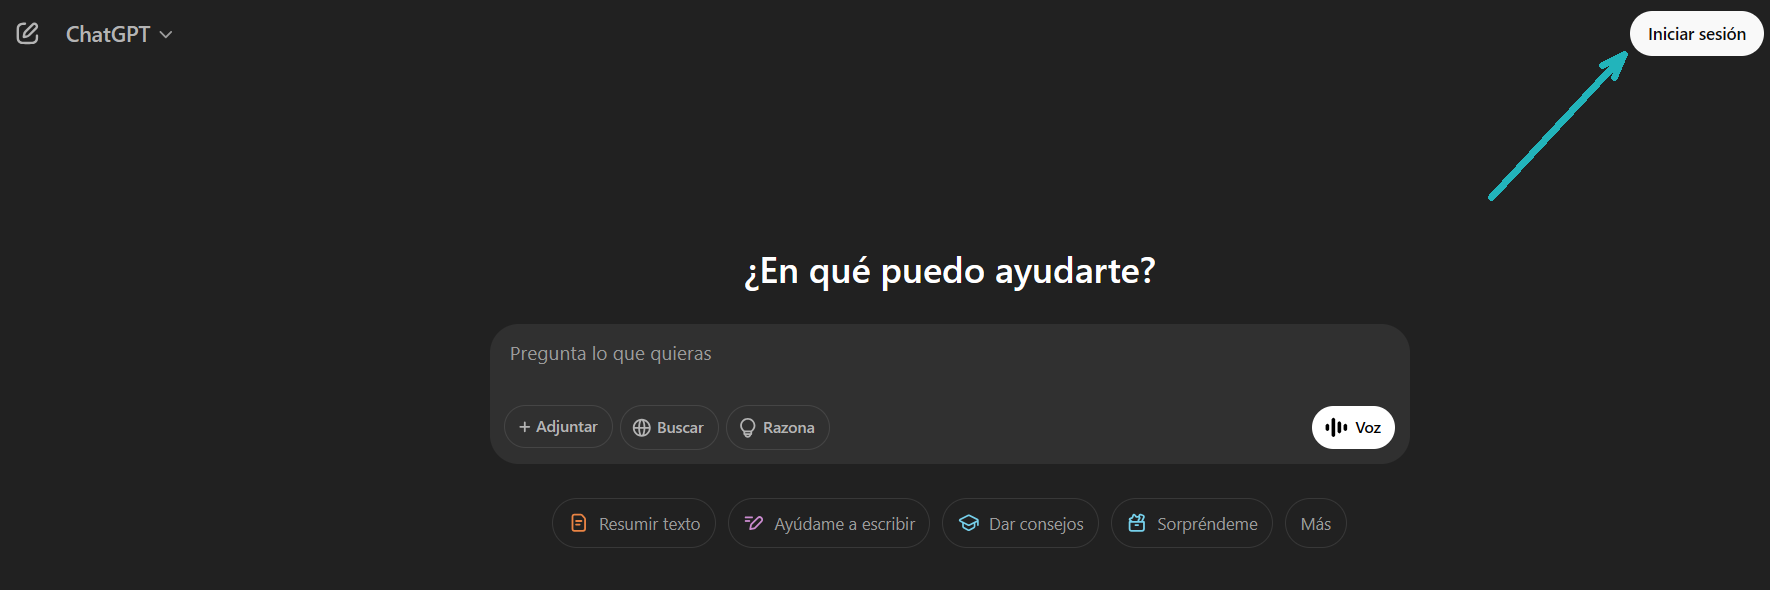 ChatGPT
Iniciar sesión
¿En qué puedo ayudarte?
Pregunta lo que quieras
+ Adjuntar
Buscar
Razona
Voz
Resumir texto
Ayúdame a escribir
Dar consejos
Sorpréndeme
Más